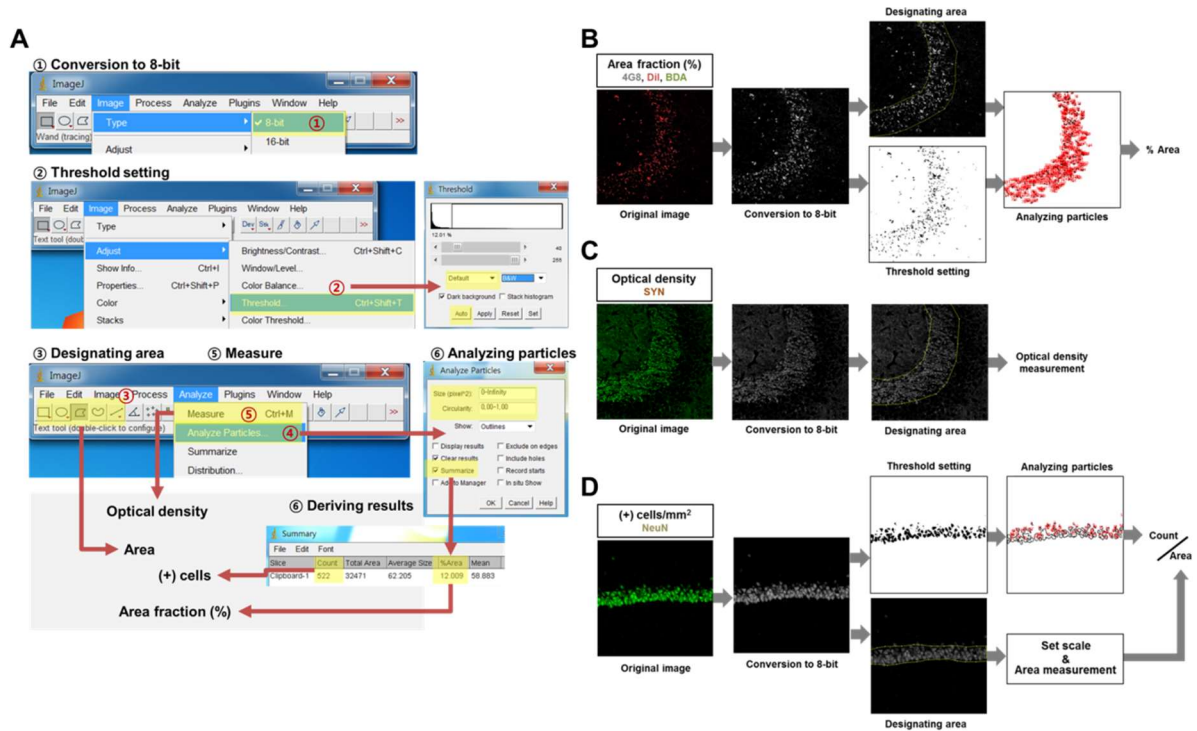 A
① Conversion to 8-bit
ImageJ
File Edit Image Process Analyze Plugins Window Help
Type
✓ 8-bit ①
>>
Wand (tracing)
16-bit
Adjust
② Threshold setting
ImageJ
File Edit Image Process Analyze Plugins Window Help
Type
Dev Stk
>>
Text tool (doub
Adjust
Brightness/Contrast... Ctrl+Shift+C
Show Info... Ctrl+I
Window/Level...
Properties... Ctrl+Shift+P
Color Balance...
Color
Threshold... Ctrl+Shift+T
②
Stacks
Color Threshold...
Threshold
12.01 %
48
255
Default
B&W
Dark background Stack histogram
Auto Apply Reset Set
③ Designating area
⑤ Measure
ImageJ
File Edit Image Process Analyze Plugins Window Help
③
Measure ⑤ Ctrl+M
>>
Text tool (double-click to configure)
Analyze Particles... ④
Summarize
Distribution...
⑥ Analyzing particles
Analyze Particles
Size (pixel^2): 0-Infinity
Circularity: 0.00-1.00
Show: Outlines
Display results Exclude on edges
Clear results Include holes
Summarize Record starts
Add to Manager In situ Show
OK Cancel Help
Optical density
⑥ Deriving results
Area
Summary
File Edit Font
Slice Count Total Area Average Size %Area Mean
Clipboard-1 522 32471 62.205 12.009 58.883
(+) cells
Area fraction (%)
B
Area fraction (%)
4G8, DiI, BDA
Original image
Conversion to 8-bit
Designating area
Threshold setting
Analyzing particles
% Area
C
Optical density
SYN
Original image
Conversion to 8-bit
Designating area
Optical density
measurement
D
(+) cells/mm²
NeuN
Original image
Conversion to 8-bit
Threshold setting
Analyzing particles
Count
Area
Designating area
Set scale
&
Area measurement